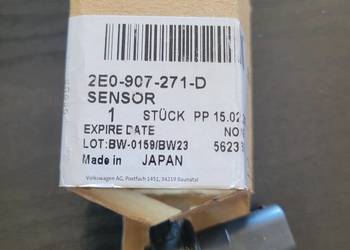 2E0-907-271-D
SENSOR
1 STÜCK PP 15.02
EXPIRE DATE NO
LOT:BW-0159/BW23 5623
Made in JAPAN
Volkswagen AG, Postfach 1451, 34219 Baunatal